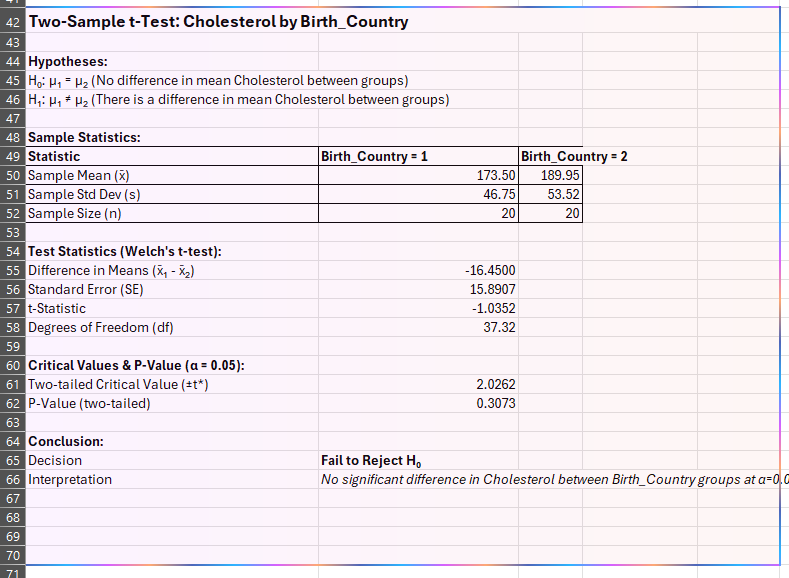 42 Two-Sample t-Test: Cholesterol by Birth_Country
43
44 Hypotheses:
45 H₀: μ₁ = μ₂ (No difference in mean Cholesterol between groups)
46 H₁: μ₁ ≠ μ₂ (There is a difference in mean Cholesterol between groups)
47
48 Sample Statistics:
49 Statistic Birth_Country = 1 Birth_Country = 2
50 Sample Mean (x̄) 173.50 189.95
51 Sample Std Dev (s) 46.75 53.52
52 Sample Size (n) 20 20
53
54 Test Statistics (Welch's t-test):
55 Difference in Means (x̄₁ - x̄₂) -16.4500
56 Standard Error (SE) 15.8907
57 t-Statistic -1.0352
58 Degrees of Freedom (df) 37.32
59
60 Critical Values & P-Value (α = 0.05):
61 Two-tailed Critical Value (±t*) 2.0262
62 P-Value (two-tailed) 0.3073
63
64 Conclusion:
65 Decision Fail to Reject H₀
66 Interpretation No significant difference in Cholesterol between Birth_Country groups at α=0.0
67
68
69
70
71